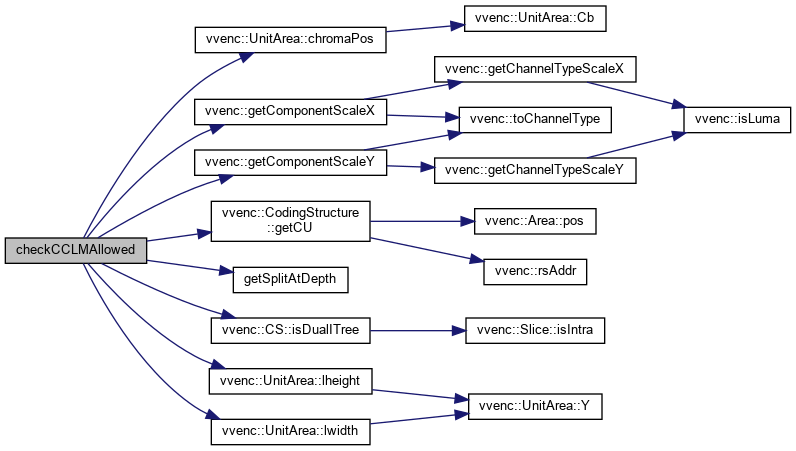 checkCCLMAllowed
vvenc::UnitArea::chromaPos
vvenc::UnitArea::Cb
vvenc::getComponentScaleX
vvenc::getChannelTypeScaleX
vvenc::isLuma
vvenc::toChannelType
vvenc::getComponentScaleY
vvenc::getChannelTypeScaleY
vvenc::CodingStructure
::getCU
vvenc::Area::pos
vvenc::rsAddr
getSplitAtDepth
vvenc::CS::isDualITree
vvenc::Slice::isIntra
vvenc::UnitArea::lheight
vvenc::UnitArea::Y
vvenc::UnitArea::lwidth